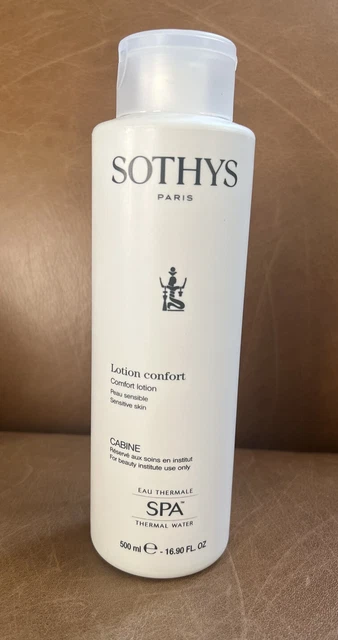 SOTHYS
PARIS
Lotion confort
Comfort lotion
Peau sensible
Sensitive skin
CABINE
Réservé aux soins en institut
For beauty institute use only
EAU THERMALE
SPA™
THERMAL WATER
500 ml ℮ - 16.90 FL. OZ